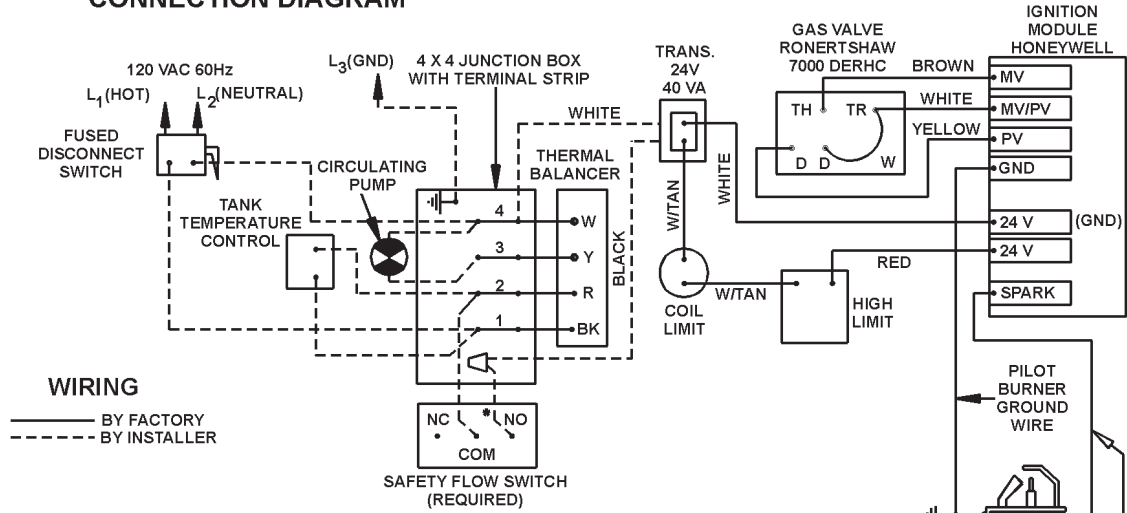 CONNECTION DIAGRAM
120 VAC 60Hz
L1(HOT)
L2(NEUTRAL)
FUSED
DISCONNECT
SWITCH
L3(GND)
4 X 4 JUNCTION BOX
WITH TERMINAL STRIP
CIRCULATING
PUMP
TANK
TEMPERATURE
CONTROL
4
3
2
1
THERMAL
BALANCER
W
Y
R
BK
WHITE
BLACK
TRANS.
24V
40 VA
W/TAN
WHITE
COIL
LIMIT
W/TAN
HIGH
LIMIT
RED
GAS VALVE
RONERTSHAW
7000 DERHC
TH
TR
D
D
W
BROWN
WHITE
YELLOW
IGNITION
MODULE
HONEYWELL
MV
MV/PV
PV
GND
24 V
(GND)
24 V
SPARK
PILOT
BURNER
GROUND
WIRE
NC
*
NO
COM
SAFETY FLOW SWITCH
(REQUIRED)
WIRING
BY FACTORY
BY INSTALLER